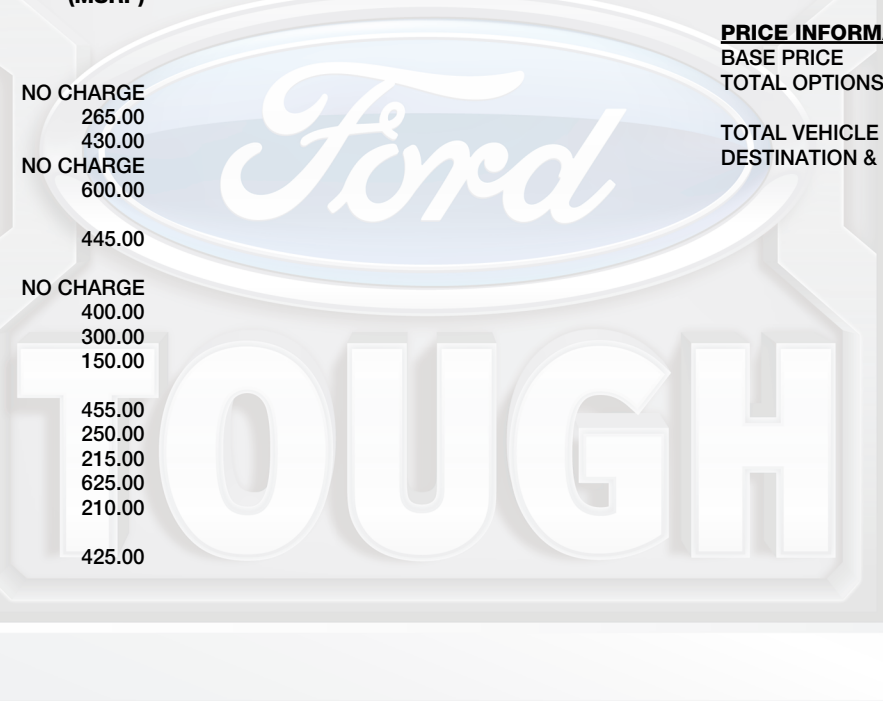 (MSRP)
NO CHARGE
265.00
430.00
NO CHARGE
600.00
445.00
NO CHARGE
400.00
300.00
150.00
455.00
250.00
215.00
625.00
210.00
425.00
PRICE INFORMA
BASE PRICE
TOTAL OPTIONS
TOTAL VEHICLE
DESTINATION &
Ford
TOUGH